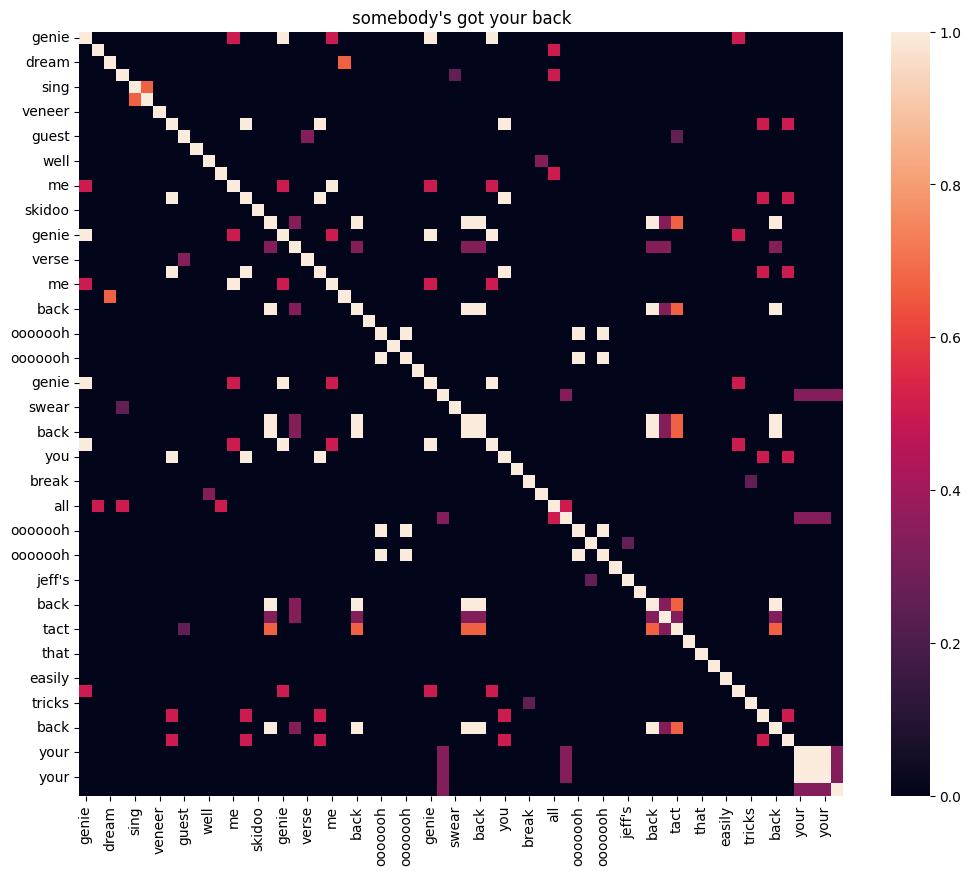 somebody's got your back
genie
dream
sing
veneer
guest
well
me
skidoo
genie
verse
me
back
ooooooh
ooooooh
genie
swear
back
you
break
all
ooooooh
ooooooh
jeff's
back
tact
that
easily
tricks
back
your
your
1.0
0.8
0.6
0.4
0.2
0.0
genie
dream
sing
veneer
guest
well
me
skidoo
genie
verse
me
back
ooooooh
ooooooh
genie
swear
back
you
break
all
ooooooh
ooooooh
jeff's
back
tact
that
easily
tricks
back
your
your